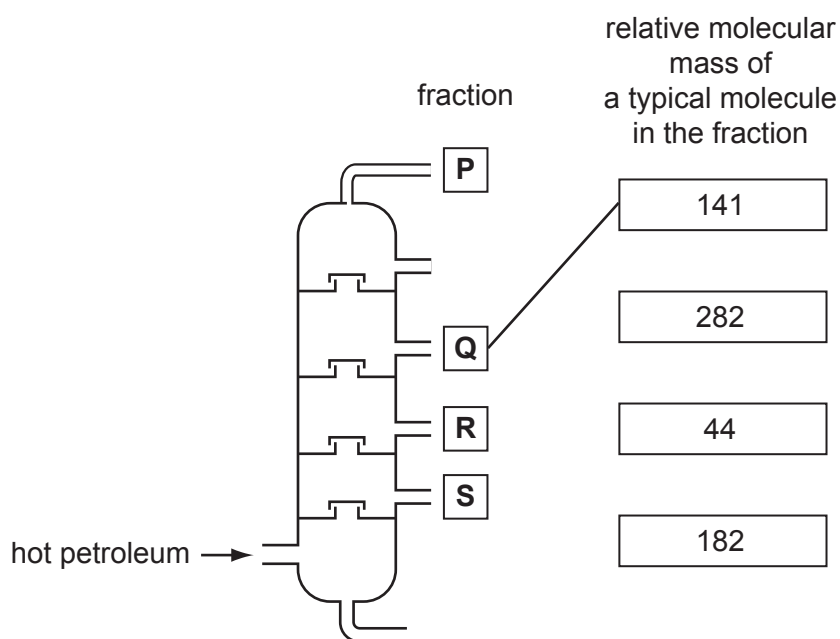 relative molecular
mass of
a typical molecule
in the fraction
fraction
P
141
282
Q
R
44
S
182
hot petroleum